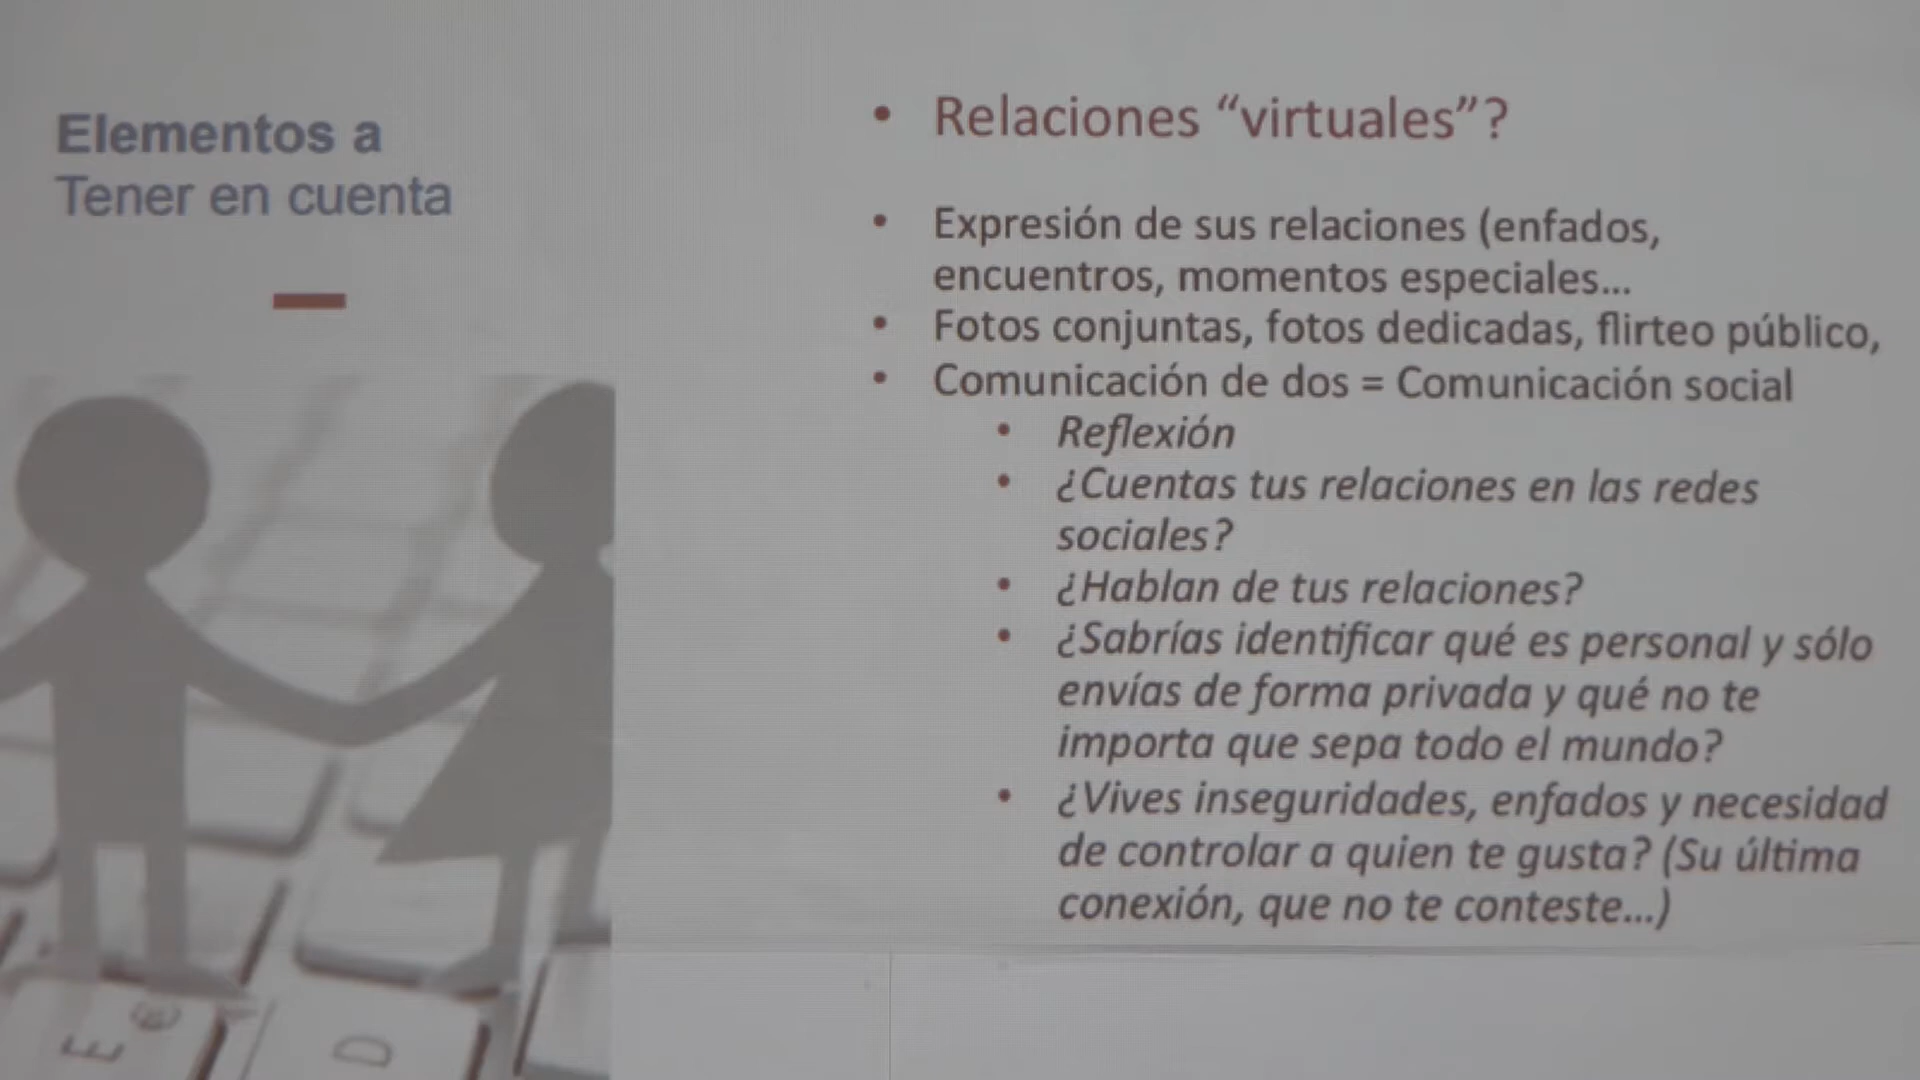 Elementos a
Tener en cuenta
• Relaciones “virtuales”?
• Expresión de sus relaciones (enfados,
encuentros, momentos especiales...
• Fotos conjuntas, fotos dedicadas, flirteo público,
• Comunicación de dos = Comunicación social
• Reflexión
• ¿Cuentas tus relaciones en las redes
sociales?
• ¿Hablan de tus relaciones?
• ¿Sabrías identificar qué es personal y sólo
envías de forma privada y qué no te
importa que sepa todo el mundo?
• ¿Vives inseguridades, enfados y necesidad
de controlar a quien te gusta? (Su última
conexión, que no te conteste...)
E €
D